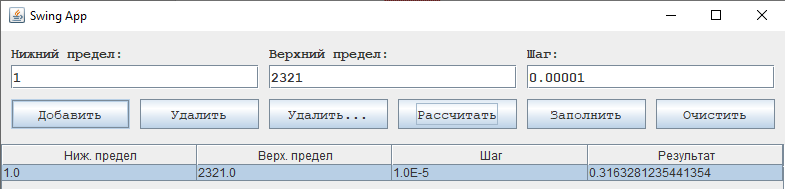 Swing App
Нижний предел: Верхний предел: Шаг:
1 2321 0.00001
Добавить Удалить Удалить... Рассчитать Заполнить Очистить
Ниж. предел Верх. предел Шаг Результат
1.0 2321.0 1.0E-5 0.3163281235441354